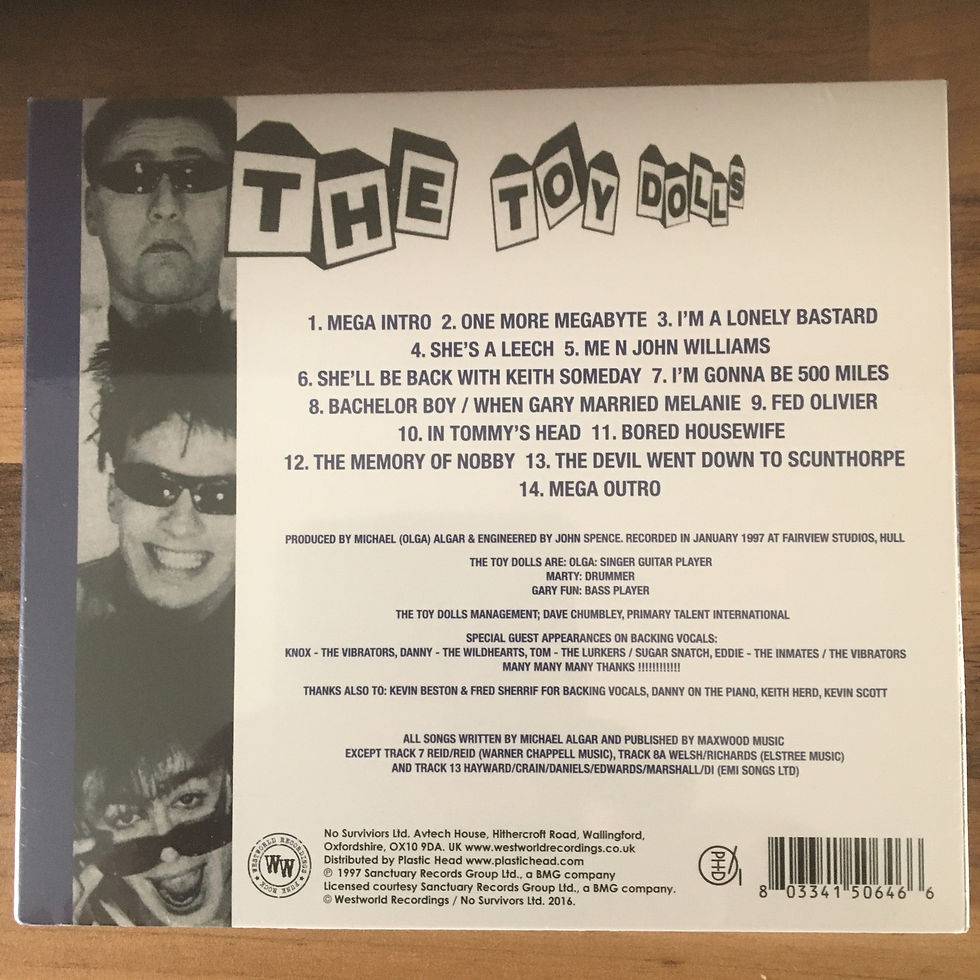 THE TOY DOLLS
1. MEGA INTRO 2. ONE MORE MEGABYTE 3. I'M A LONELY BASTARD
4. SHE'S A LEECH 5. ME N JOHN WILLIAMS
6. SHE'LL BE BACK WITH KEITH SOMEDAY 7. I'M GONNA BE 500 MILES
8. BACHELOR BOY / WHEN GARY MARRIED MELANIE 9. FED OLIVIER
10. IN TOMMY'S HEAD 11. BORED HOUSEWIFE
12. THE MEMORY OF NOBBY 13. THE DEVIL WENT DOWN TO SCUNTHORPE
14. MEGA OUTRO
PRODUCED BY MICHAEL (OLGA) ALGAR & ENGINEERED BY JOHN SPENCE. RECORDED IN JANUARY 1997 AT FAIRVIEW STUDIOS, HULL
THE TOY DOLLS ARE: OLGA: SINGER GUITAR PLAYER
MARTY: DRUMMER
GARY FUN: BASS PLAYER
THE TOY DOLLS MANAGEMENT; DAVE CHUMBLEY, PRIMARY TALENT INTERNATIONAL
SPECIAL GUEST APPEARANCES ON BACKING VOCALS:
KNOX - THE VIBRATORS, DANNY - THE WILDHEARTS, TOM - THE LURKERS / SUGAR SNATCH, EDDIE - THE INMATES / THE VIBRATORS
MANY MANY MANY THANKS !!!!!!!!!!!!
THANKS ALSO TO: KEVIN BESTON & FRED SHERRIF FOR BACKING VOCALS, DANNY ON THE PIANO, KEITH HERD, KEVIN SCOTT
ALL SONGS WRITTEN BY MICHAEL ALGAR AND PUBLISHED BY MAXWOOD MUSIC
EXCEPT TRACK 7 REID/REID (WARNER CHAPPELL MUSIC), TRACK 8A WELSH/RICHARDS (ELSTREE MUSIC)
AND TRACK 13 HAYWARD/CRAIN/DANIELS/EDWARDS/MARSHALL/DI (EMI SONGS LTD)
WESTWORLD RECORDINGS
WW
PUNK ROCK
No Surviviors Ltd. Avtech House, Hithercroft Road, Wallingford,
Oxfordshire, OX10 9DA. UK www.westworldrecordings.co.uk
Distributed by Plastic Head www.plastichead.com
℗ 1997 Sanctuary Records Group Ltd., a BMG company
Licensed courtesy Sanctuary Records Group Ltd., a BMG company.
© Westworld Recordings / No Survivors Ltd. 2016.
PHD
8 03341 50646 6